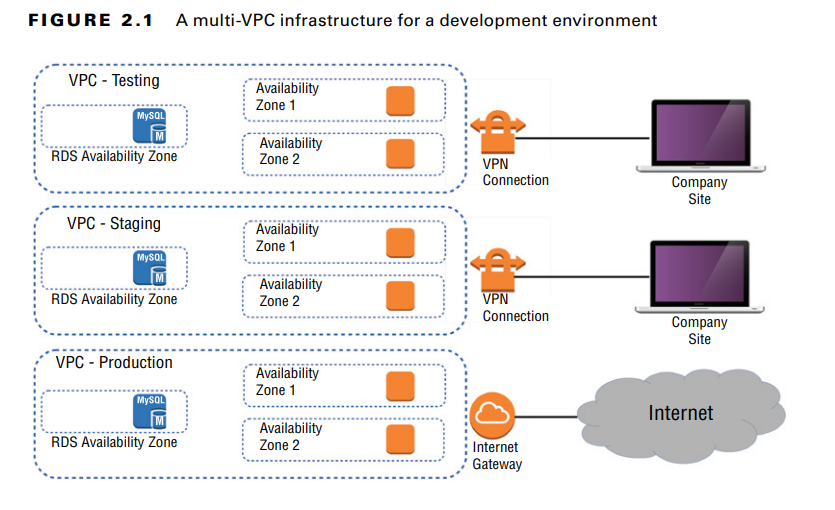 FIGURE 2.1 A multi-VPC infrastructure for a development environment
VPC - Testing
MySQL
M
RDS Availability Zone
Availability
Zone 1
Availability
Zone 2
VPN
Connection
Company
Site
VPC - Staging
MySQL
M
RDS Availability Zone
Availability
Zone 1
Availability
Zone 2
VPN
Connection
Company
Site
VPC - Production
MySQL
M
RDS Availability Zone
Availability
Zone 1
Availability
Zone 2
Internet
Gateway
Internet